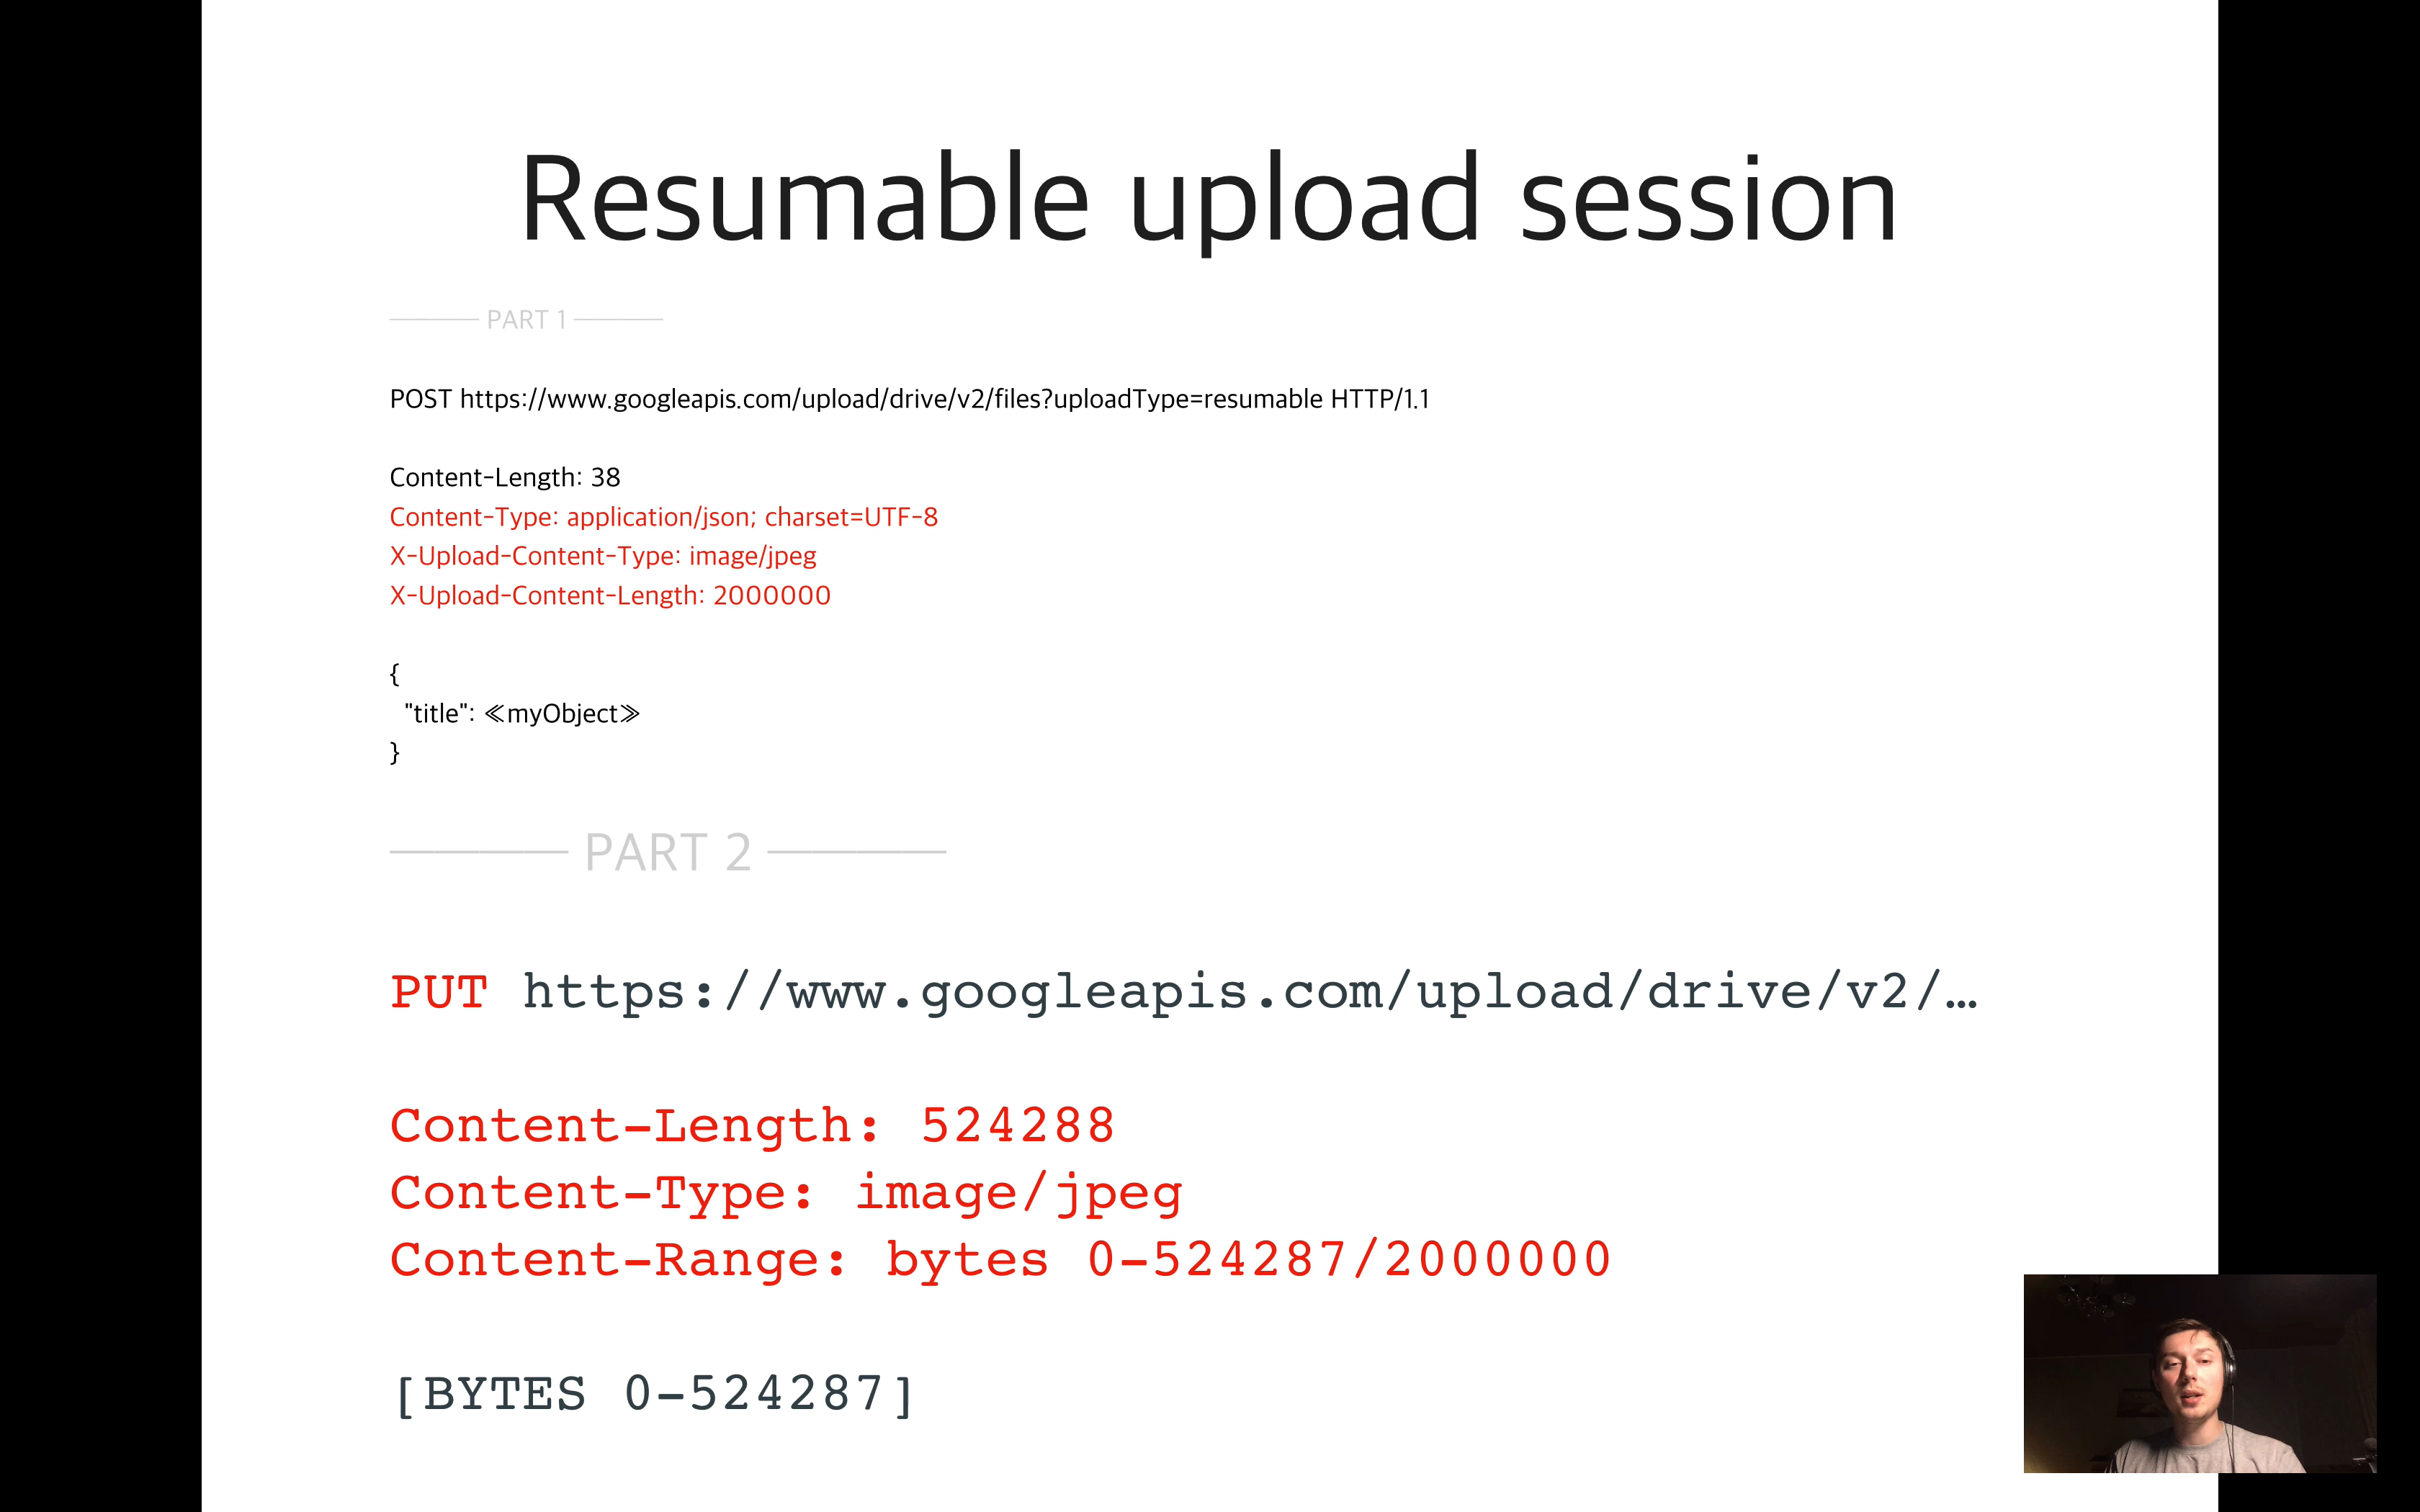 Resumable upload session
——— PART 1 ———
POST https://www.googleapis.com/upload/drive/v2/files?uploadType=resumable HTTP/1.1
Content-Length: 38
Content-Type: application/json; charset=UTF-8
X-Upload-Content-Type: image/jpeg
X-Upload-Content-Length: 2000000
{
"title": ≪myObject≫
}
——— PART 2 ———
PUT https://www.googleapis.com/upload/drive/v2/…
Content-Length: 524288
Content-Type: image/jpeg
Content-Range: bytes 0-524287/2000000
[BYTES 0-524287]